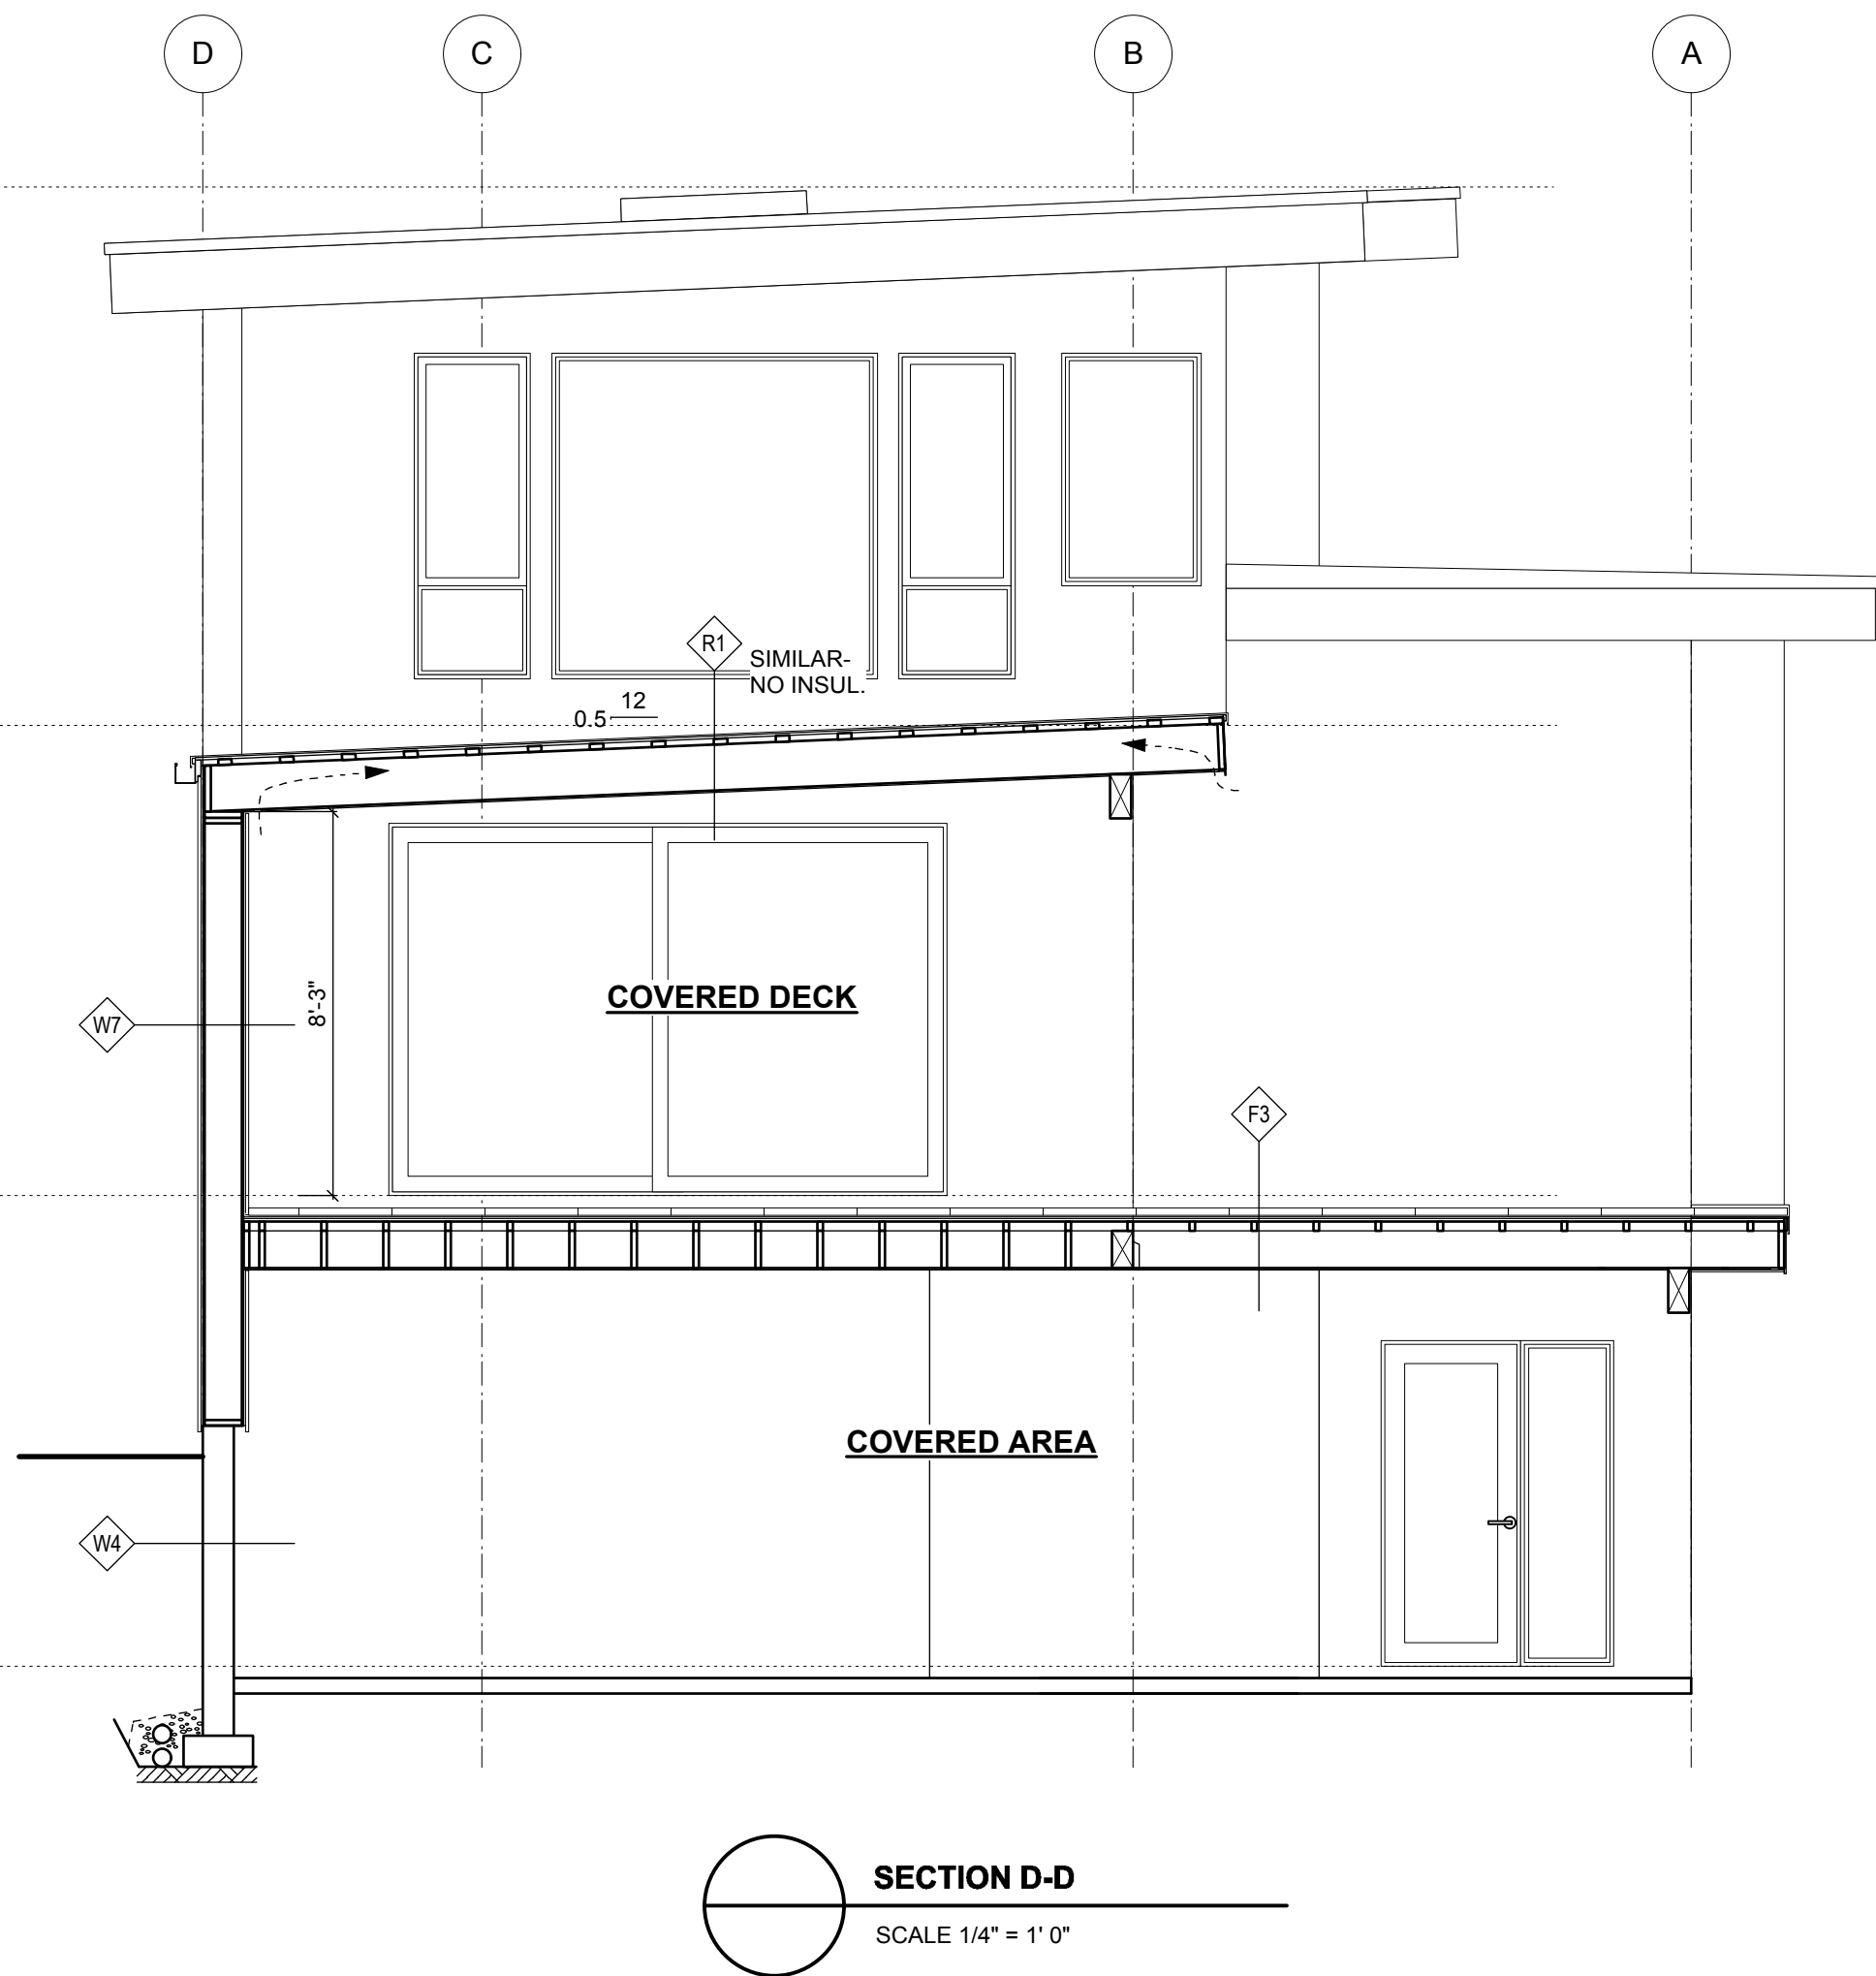 D
C
B
A
R1
SIMILAR-
NO INSUL.
12
0.5
8'-3"
COVERED DECK
W7
F3
COVERED AREA
W4
SECTION D-D
SCALE 1/4" = 1' 0"